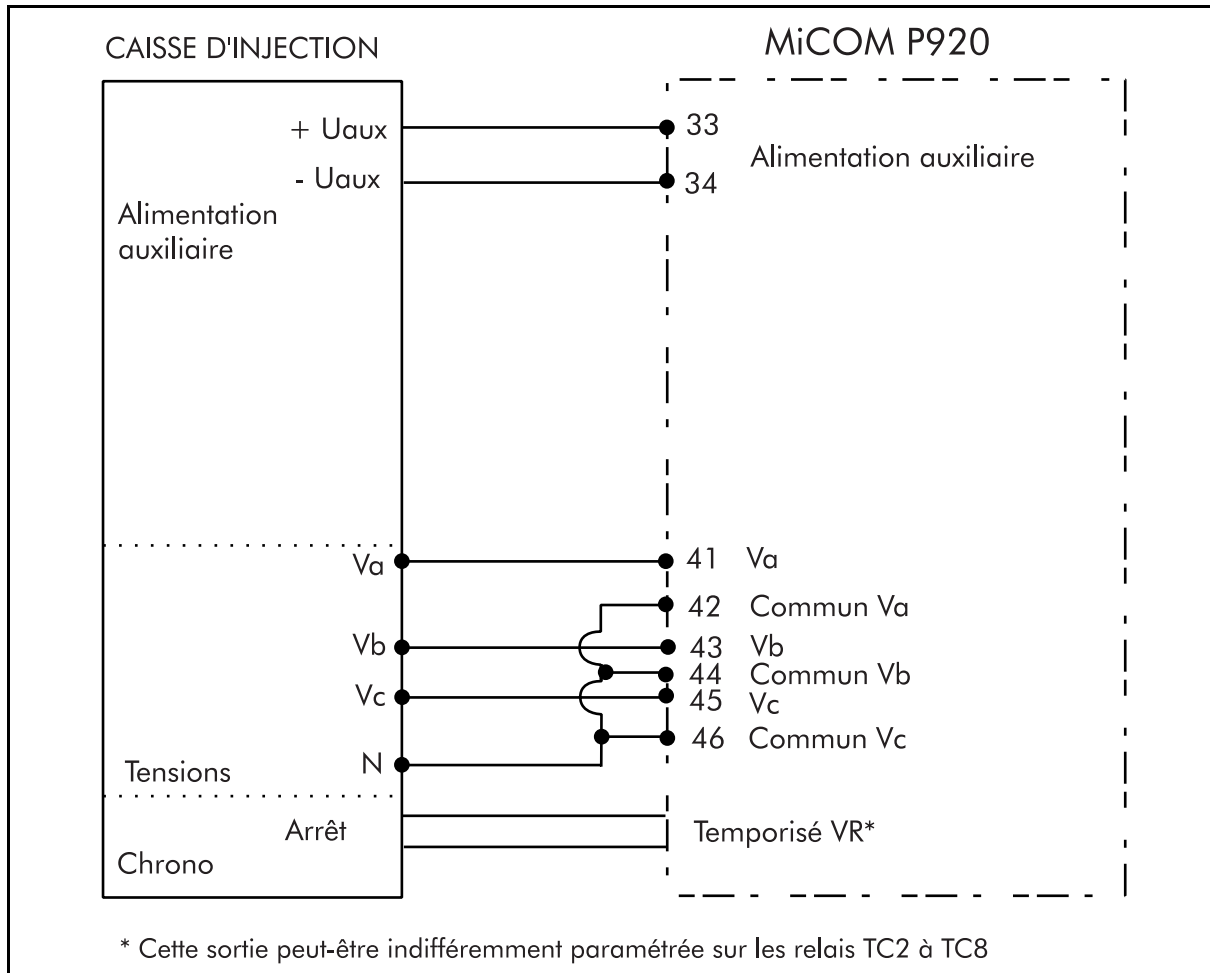 CAISSE D'INJECTION
MiCOM P920
+ Uaux
33
Alimentation auxiliaire
- Uaux
34
Alimentation
auxiliaire
Va
41 Va
42 Commun Va
Vb
43 Vb
44 Commun Vb
Vc
45 Vc
46 Commun Vc
N
Tensions
Arrêt
Temporisé VR*
Chrono
* Cette sortie peut-être indifféremment paramétrée sur les relais TC2 à TC8